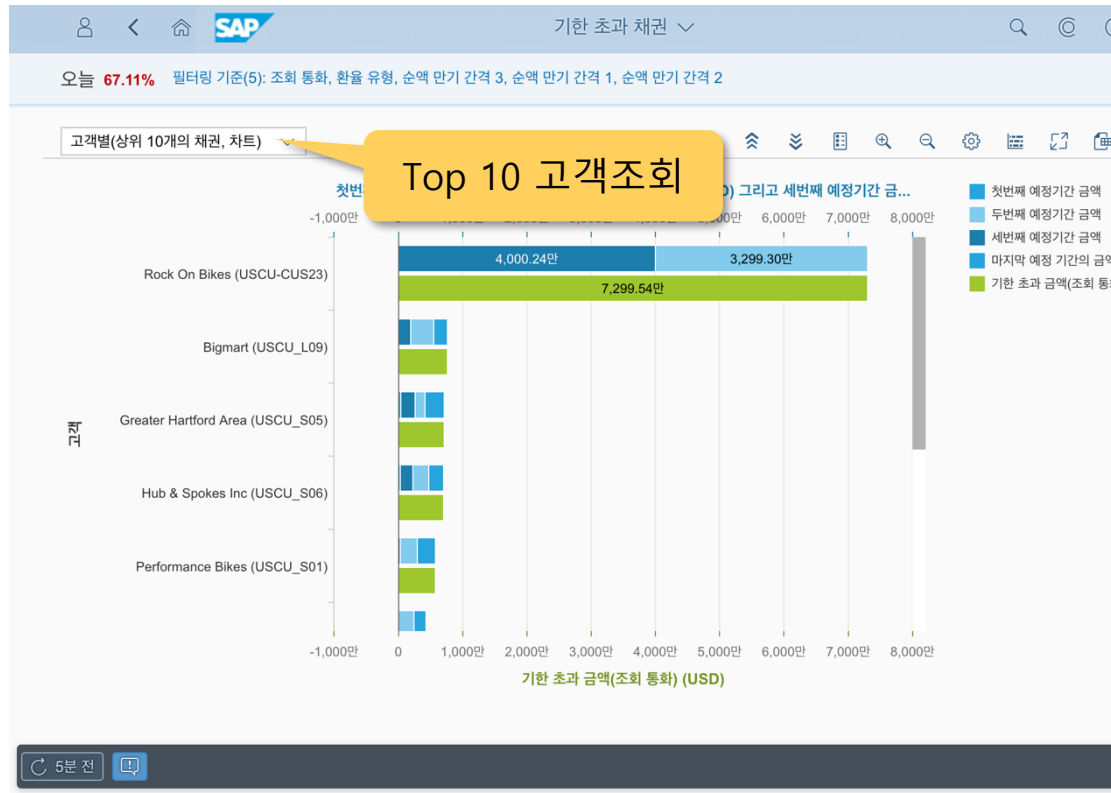 SAP
기한 초과 채권
오늘 67.11% 필터링 기준(5): 조회 통화, 환율 유형, 순액 만기 간격 3, 순액 만기 간격 1, 순액 만기 간격 2
고객별(상위 10개의 채권, 차트)
Top 10 고객조회
그리고 세번째 예정기간 금...
-1,000만 6,000만 7,000만 8,000만
첫번째 예정기간 금액
두번째 예정기간 금액
세번째 예정기간 금액
마지막 예정 기간의 금액
기한 초과 금액(조회 통화
고객
Rock On Bikes (USCU-CUS23)
4,000.24만 3,299.30만
7,299.54만
Bigmart (USCU_L09)
Greater Hartford Area (USCU_S05)
Hub & Spokes Inc (USCU_S06)
Performance Bikes (USCU_S01)
-1,000만 0 1,000만 2,000만 3,000만 4,000만 5,000만 6,000만 7,000만 8,000만
기한 초과 금액(조회 통화) (USD)
5분 전